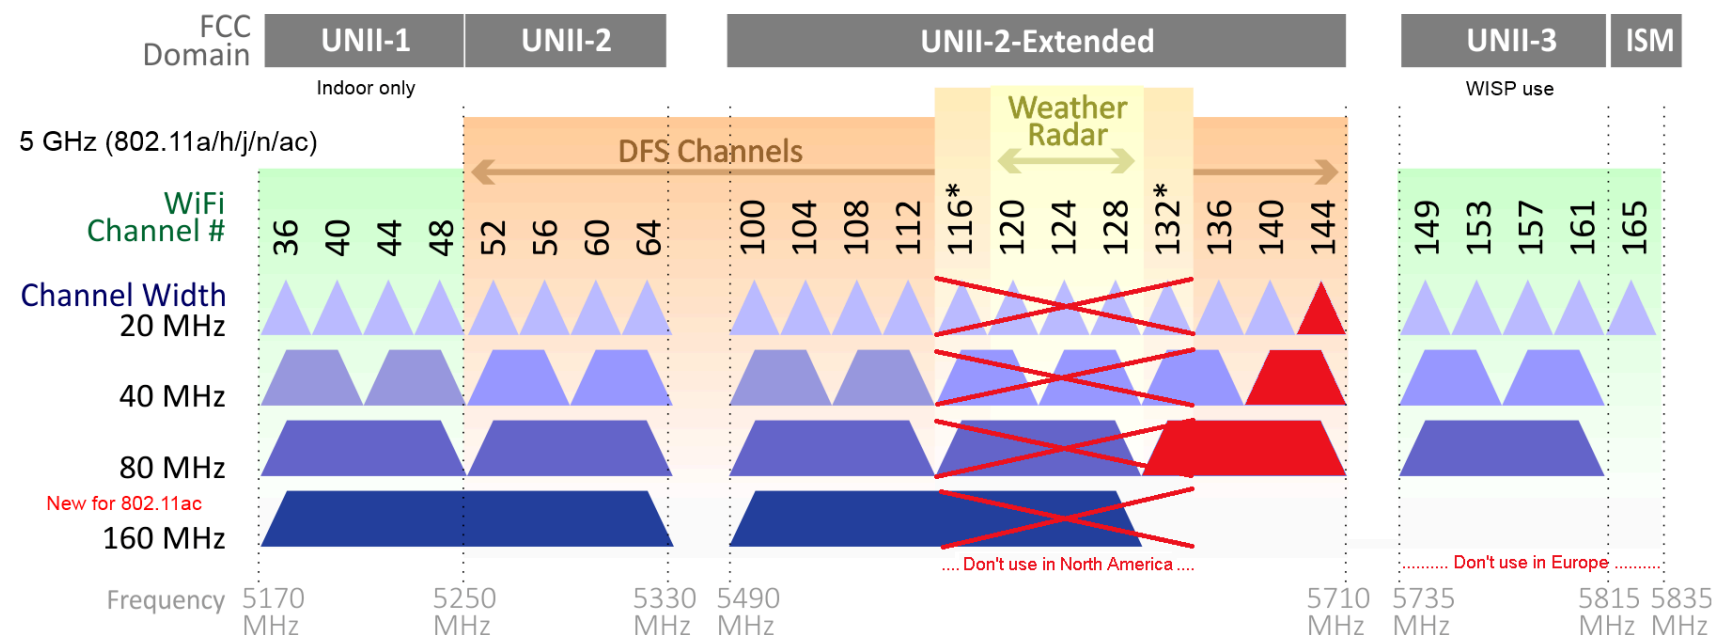 FCC
Domain
UNII-1
UNII-2
UNII-2-Extended
UNII-3
ISM
Indoor only
WISP use
5 GHz (802.11a/h/j/n/ac)
DFS Channels
Weather
Radar
WiFi
Channel #
36 40 44 48 52 56 60 64 100 104 108 112 116* 120 124 128 132* 136 140 144 149 153 157 161 165
Channel Width
20 MHz
40 MHz
80 MHz
New for 802.11ac
160 MHz
.... Don't use in North America ....
.......... Don't use in Europe ..........
Frequency
5170
MHz
5250
MHz
5330
MHz
5490
MHz
5710
MHz
5735
MHz
5815
MHz
5835
MHz